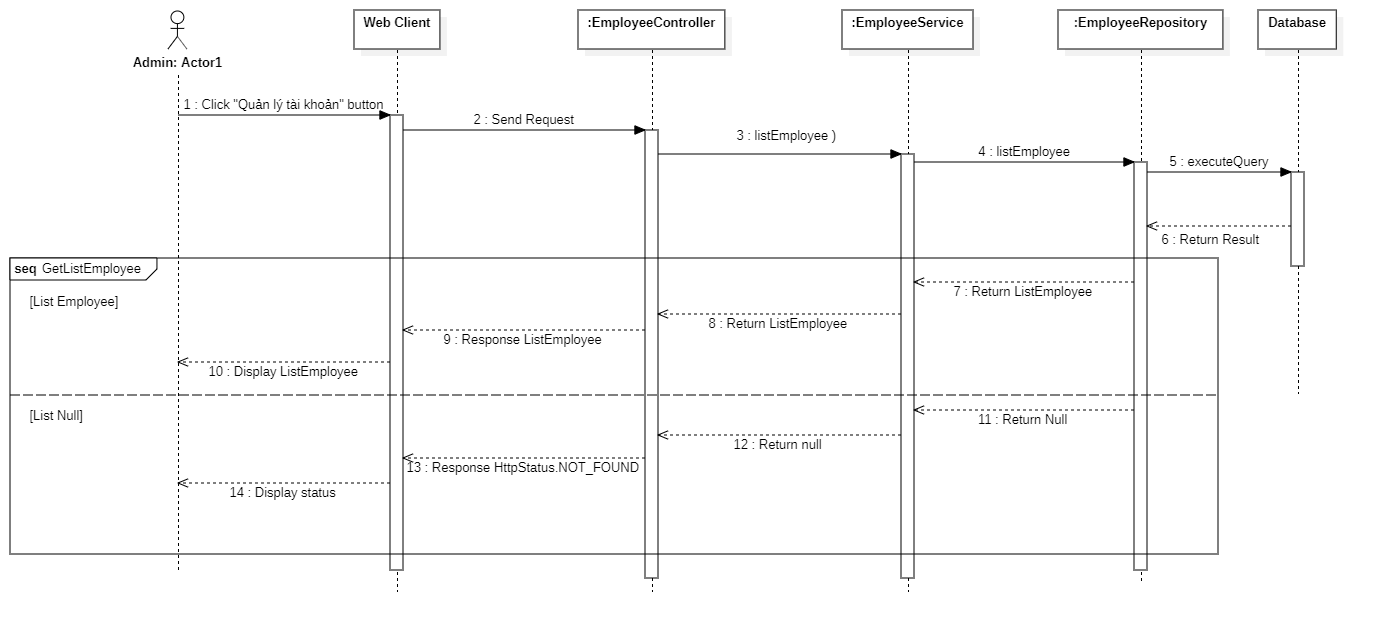 Admin: Actor1
Web Client
:EmployeeController
:EmployeeService
:EmployeeRepository
Database
1 : Click "Quản lý tài khoản" button
2 : Send Request
3 : listEmployee )
4 : listEmployee
5 : executeQuery
6 : Return Result
seq GetListEmployee
[List Employee]
7 : Return ListEmployee
8 : Return ListEmployee
9 : Response ListEmployee
10 : Display ListEmployee
[List Null]
11 : Return Null
12 : Return null
13 : Response HttpStatus.NOT_FOUND
14 : Display status